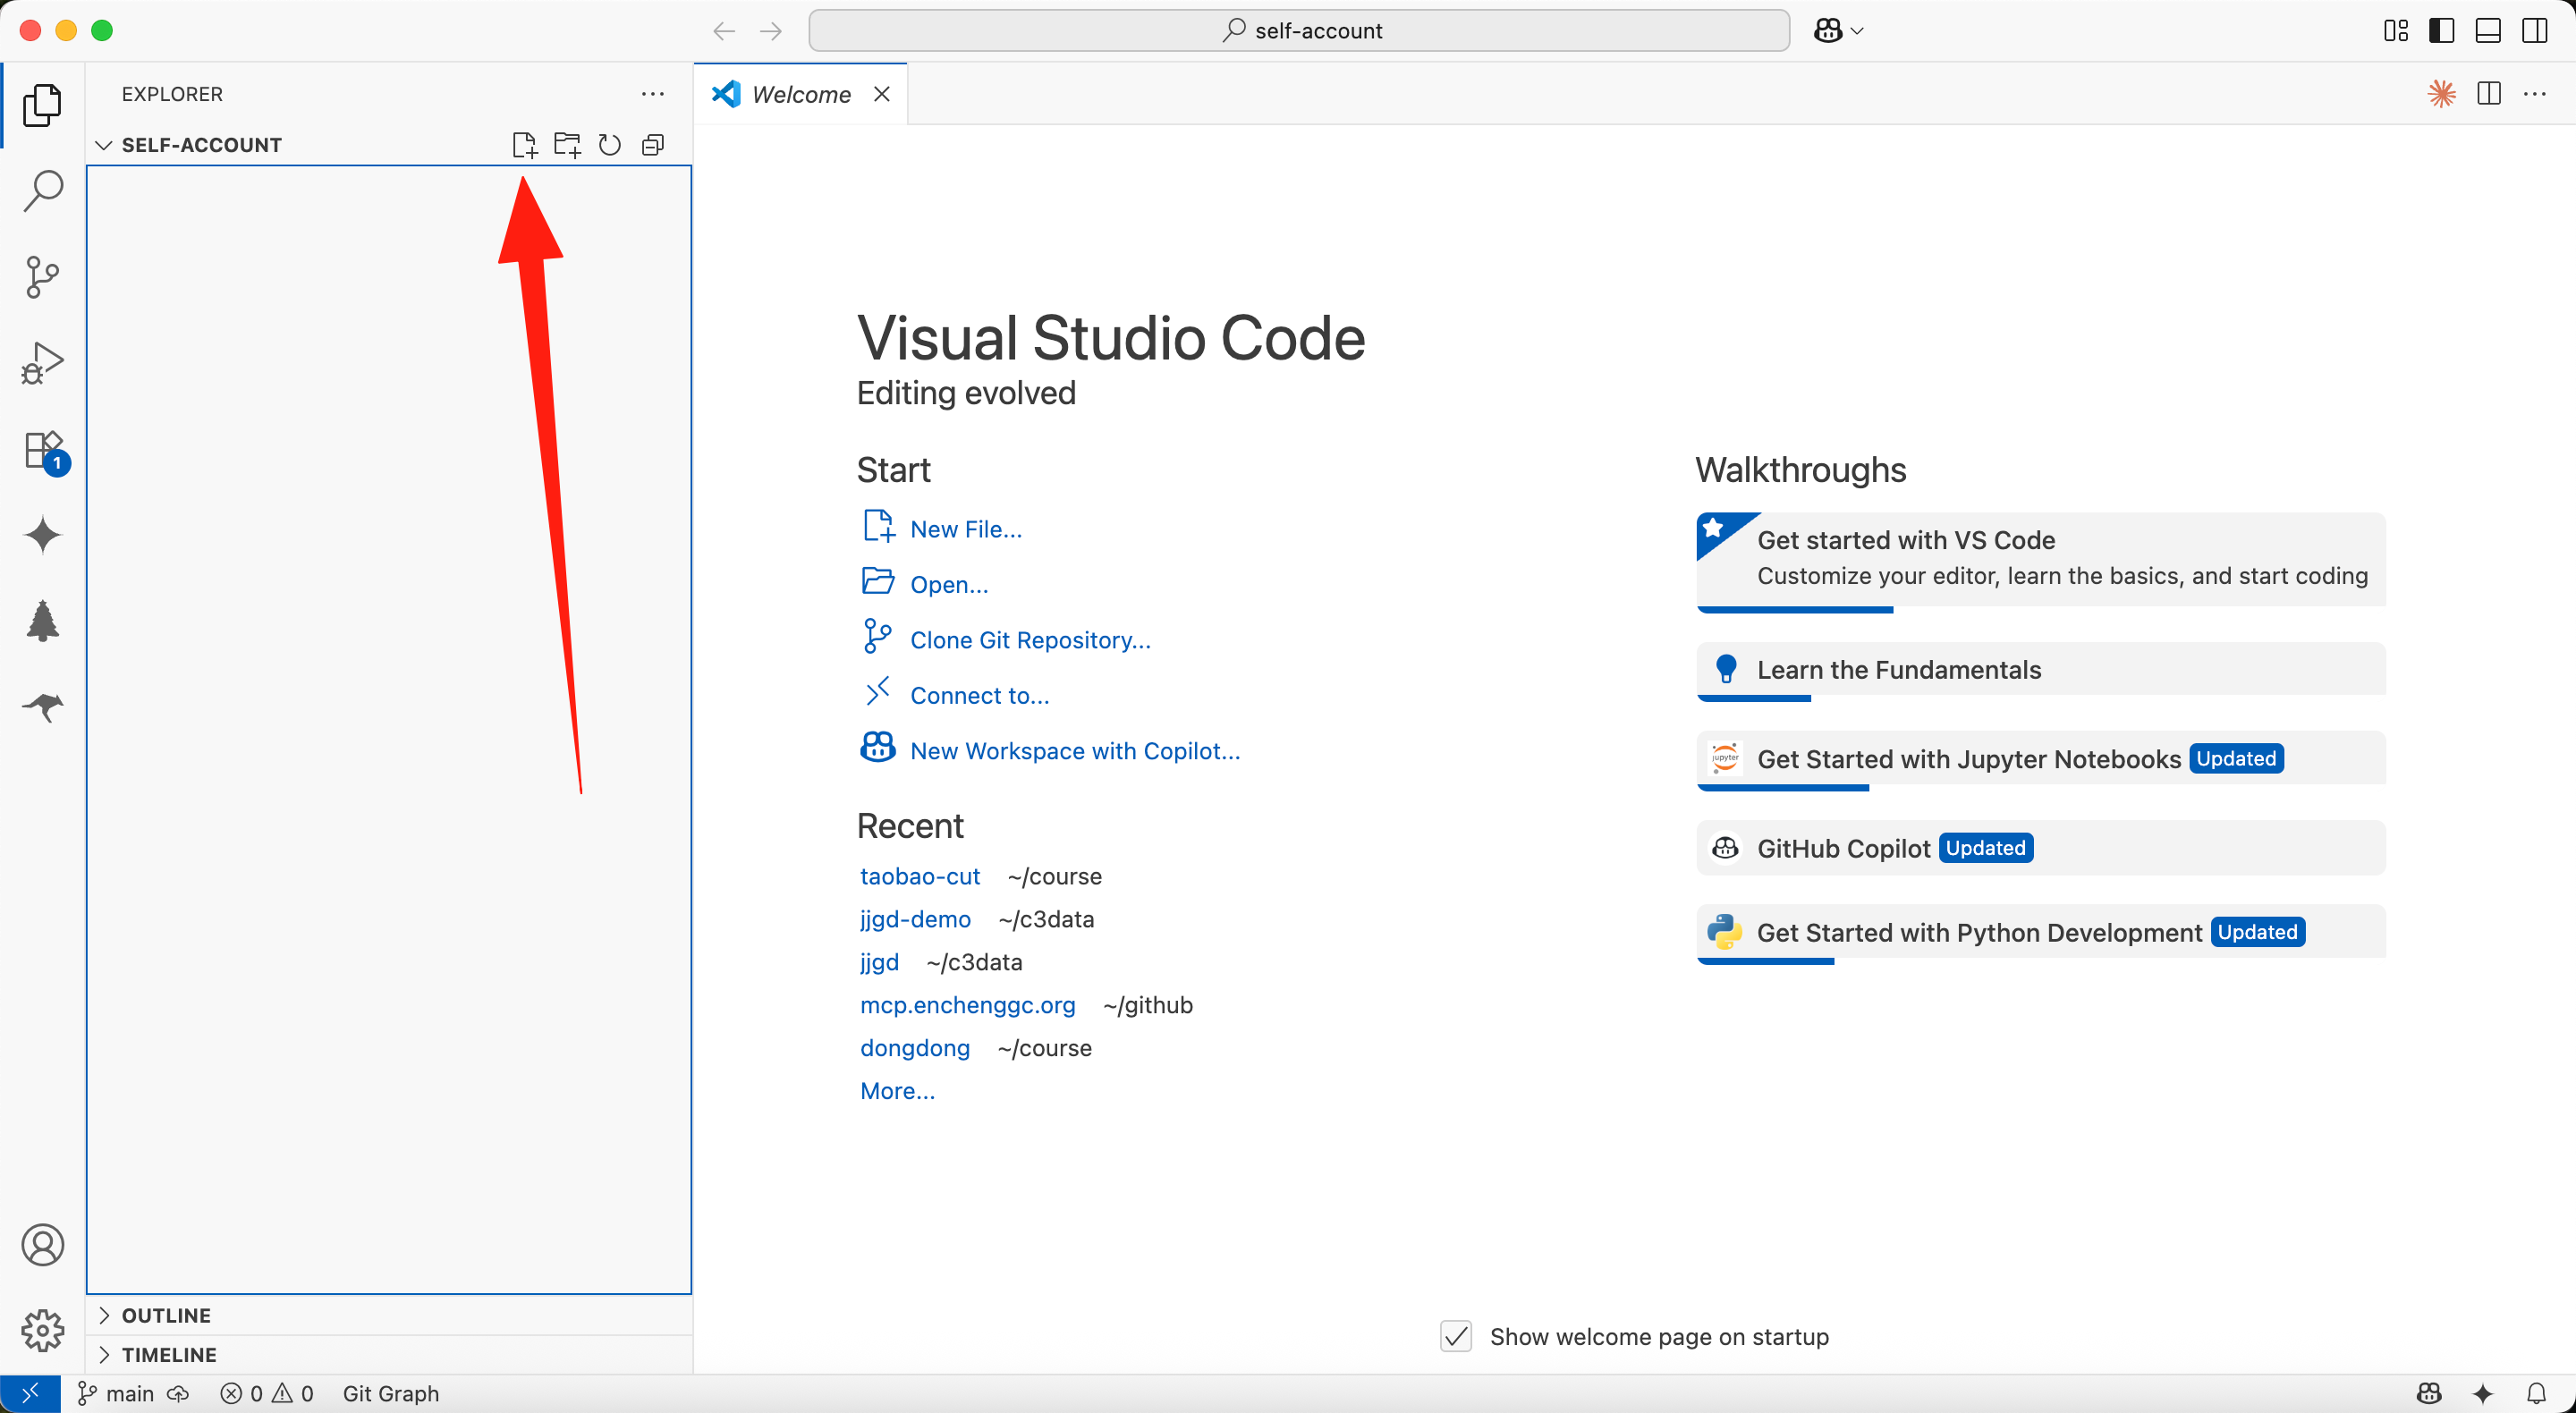 self-account
EXPLORER
Welcome
SELF-ACCOUNT
Visual Studio Code
Editing evolved
Start
New File...
Open...
Clone Git Repository...
Connect to...
New Workspace with Copilot...
Recent
taobao-cut ~/course
jjgd-demo ~/c3data
jjgd ~/c3data
mcp.enchenggc.org ~/github
dongdong ~/course
More...
Walkthroughs
Get started with VS Code
Customize your editor, learn the basics, and start coding
Learn the Fundamentals
jupyter
Get Started with Jupyter Notebooks Updated
GitHub Copilot Updated
Get Started with Python Development Updated
1
OUTLINE
TIMELINE
Show welcome page on startup
main 0 0 Git Graph